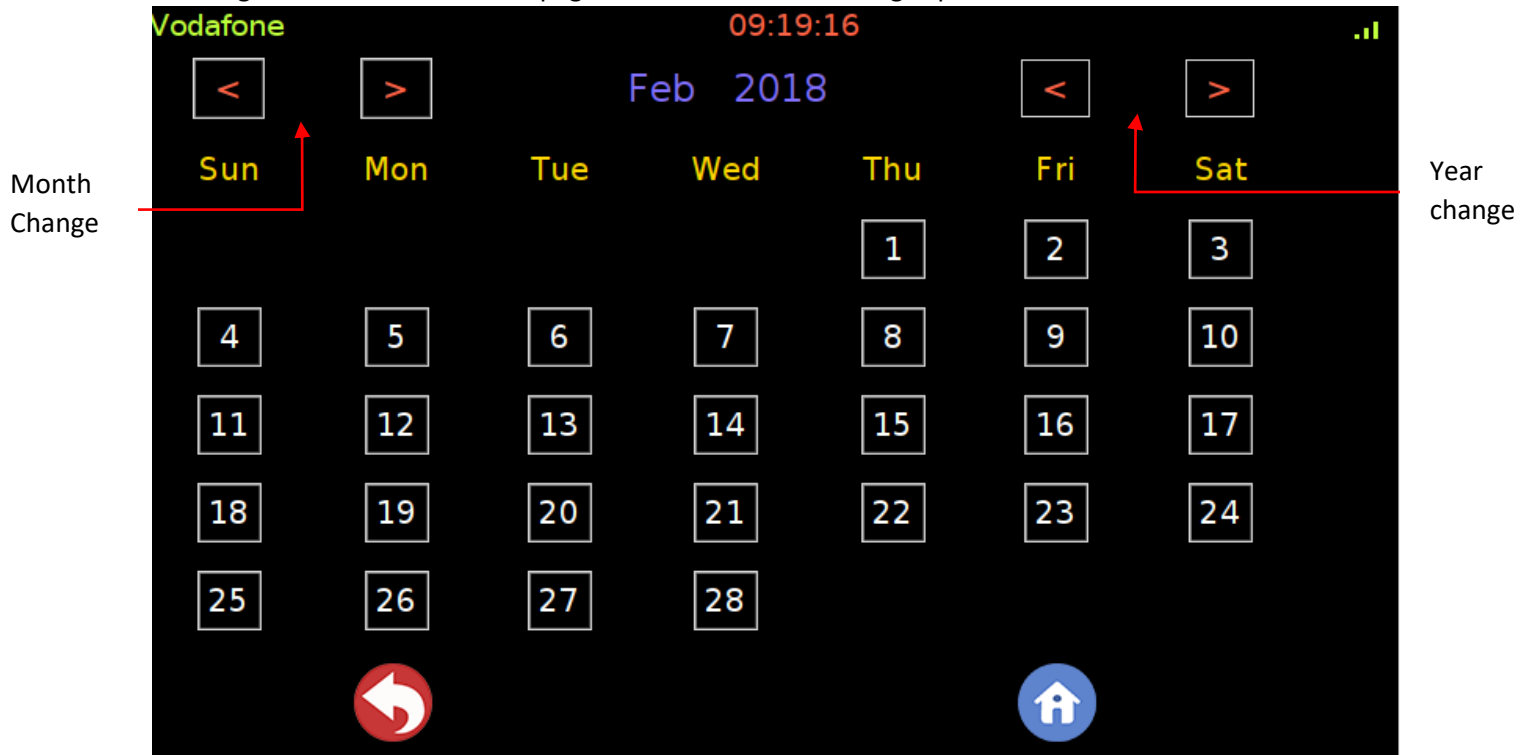 Vodafone 09:19:16
< > Feb 2018 < >
Sun Mon Tue Wed Thu Fri Sat
Month
Change
Year
change
1 2 3
4 5 6 7 8 9 10
11 12 13 14 15 16 17
18 19 20 21 22 23 24
25 26 27 28